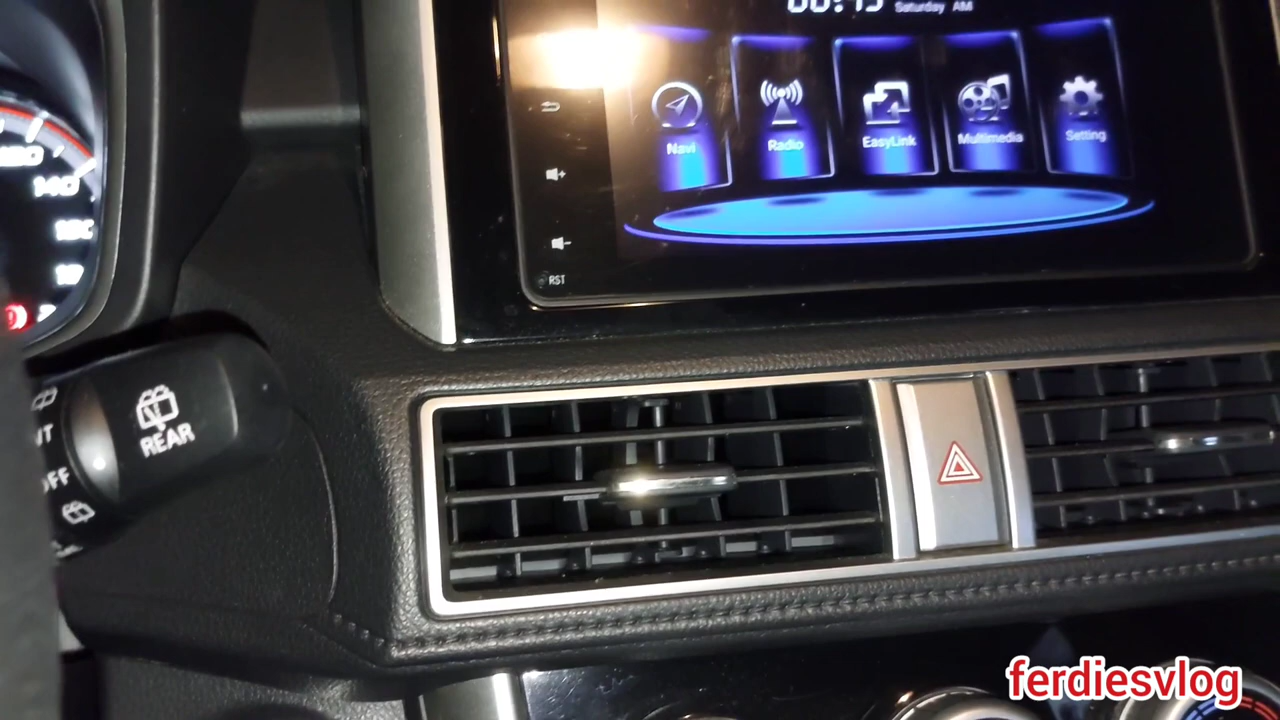 Saturday AM
Navi
Radio
EasyLink
Multimedia
Setting
140
RST
REAR
OFF
ferdiesvlog